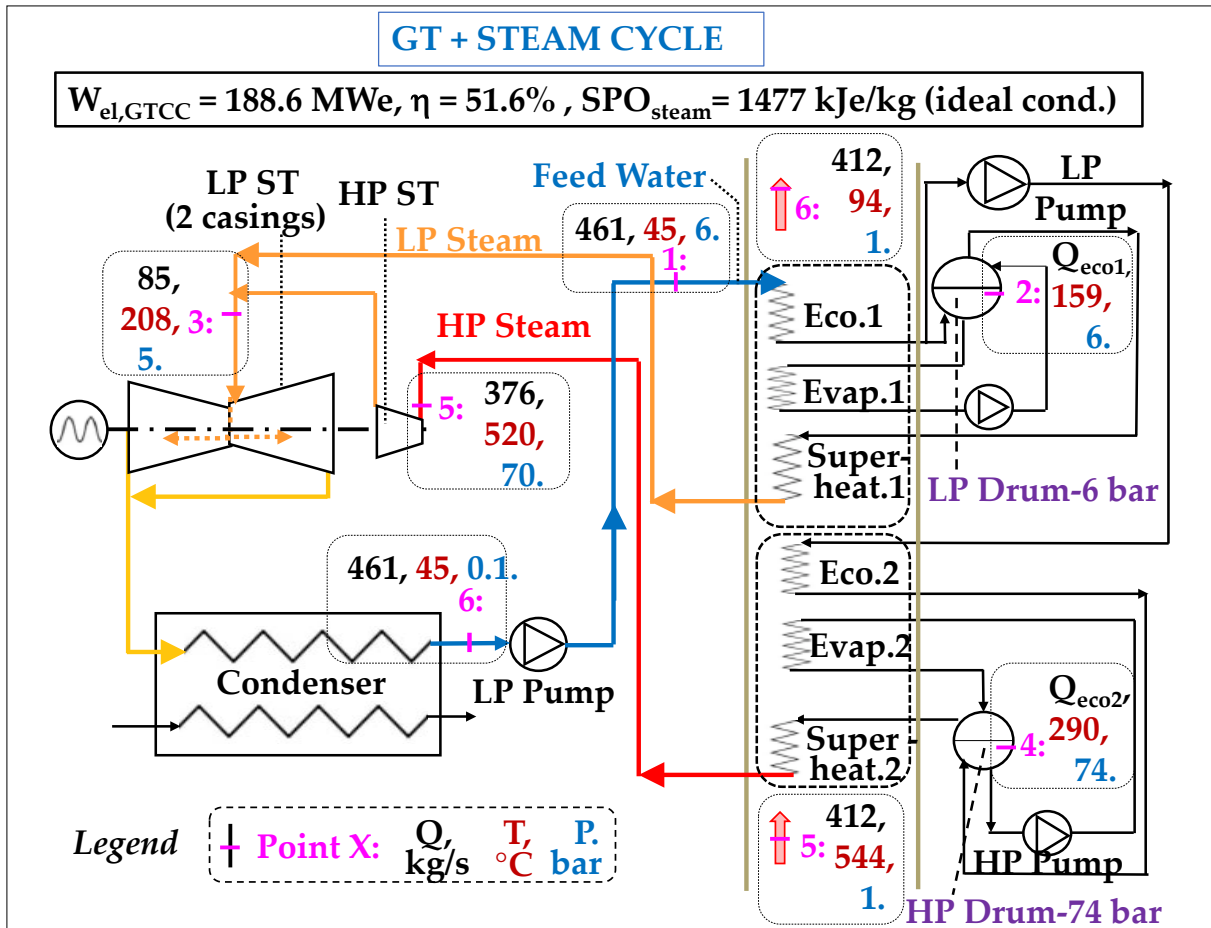 GT + STEAM CYCLE
W_el,GTCC = 188.6 MWe, η = 51.6% , SPO_steam= 1477 kJe/kg (ideal cond.)
LP ST
(2 casings)
HP ST
Feed Water
LP Steam
461, 45, 6.
1:
412,
6: 94,
1.
LP
Pump
Q_eco1,
2: 159,
6.
85,
208, 3:
5.
HP Steam
Eco.1
Evap.1
Super-
heat.1
LP Drum-6 bar
5: 376,
520,
70.
461, 45, 0.1.
6:
Condenser
LP Pump
Eco.2
Evap.2
Super -
heat.2
Q_eco2,
4: 290,
74.
HP Pump
HP Drum-74 bar
412,
5: 544,
1.
Legend
Point X: Q, T, P.
kg/s °C bar